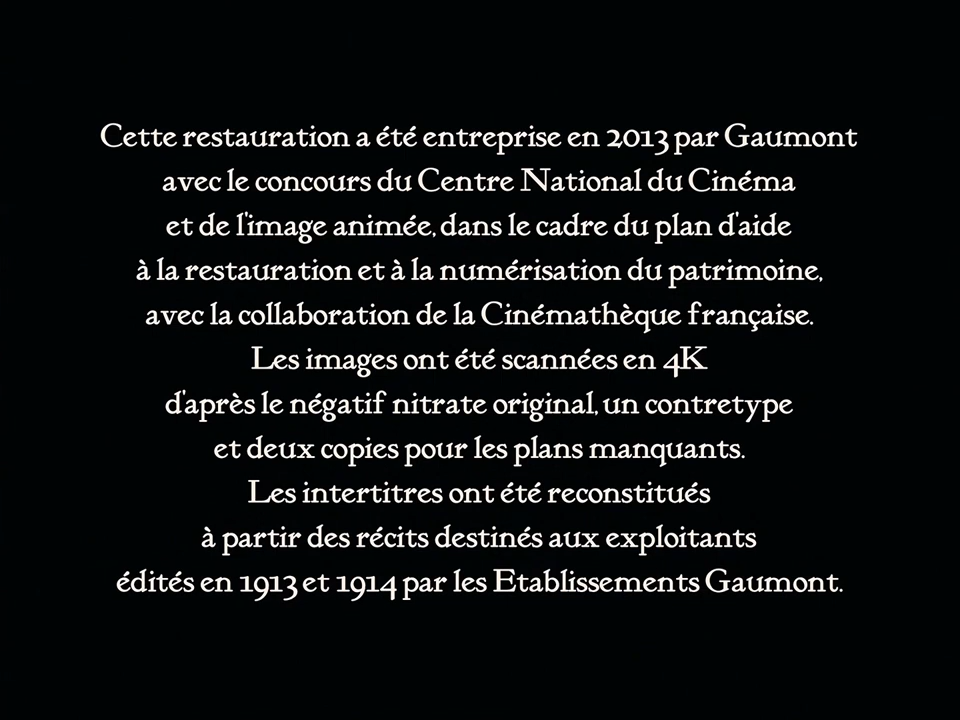 Cette restauration a été entreprise en 2013 par Gaumont
avec le concours du Centre National du Cinéma
et de l'image animée, dans le cadre du plan d'aide
à la restauration et à la numérisation du patrimoine,
avec la collaboration de la Cinémathèque française.
Les images ont été scannées en 4K
d'après le négatif nitrate original, un contretype
et deux copies pour les plans manquants.
Les intertitres ont été reconstitués
à partir des récits destinés aux exploitants
édités en 1913 et 1914 par les Etablissements Gaumont.